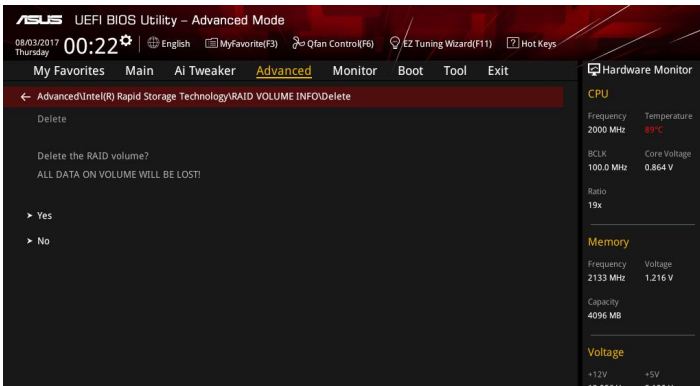 ASUS UEFI BIOS Utility – Advanced Mode
08/03/2017 Thursday 00:22 English MyFavorite(F3) Qfan Control(F6) EZ Tuning Wizard(F11) ? Hot Keys
My Favorites Main Ai Tweaker Advanced Monitor Boot Tool Exit
← Advanced\Intel(R) Rapid Storage Technology\RAID VOLUME INFO\Delete
Delete
Delete the RAID volume?
ALL DATA ON VOLUME WILL BE LOST!
> Yes
> No
Hardware Monitor
CPU
Frequency Temperature
2000 MHz 89°C
BCLK Core Voltage
100.0 MHz 0.864 V
Ratio
19x
Memory
Frequency Voltage
2133 MHz 1.216 V
Capacity
4096 MB
Voltage
+12V +5V